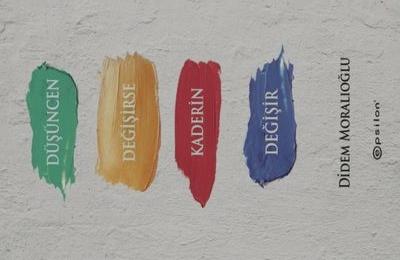 DÜŞÜNCEN
DEĞİŞİRSE
KADERİN
DEĞİŞİR
DİDEM MORALIOĞLU
epsilon®